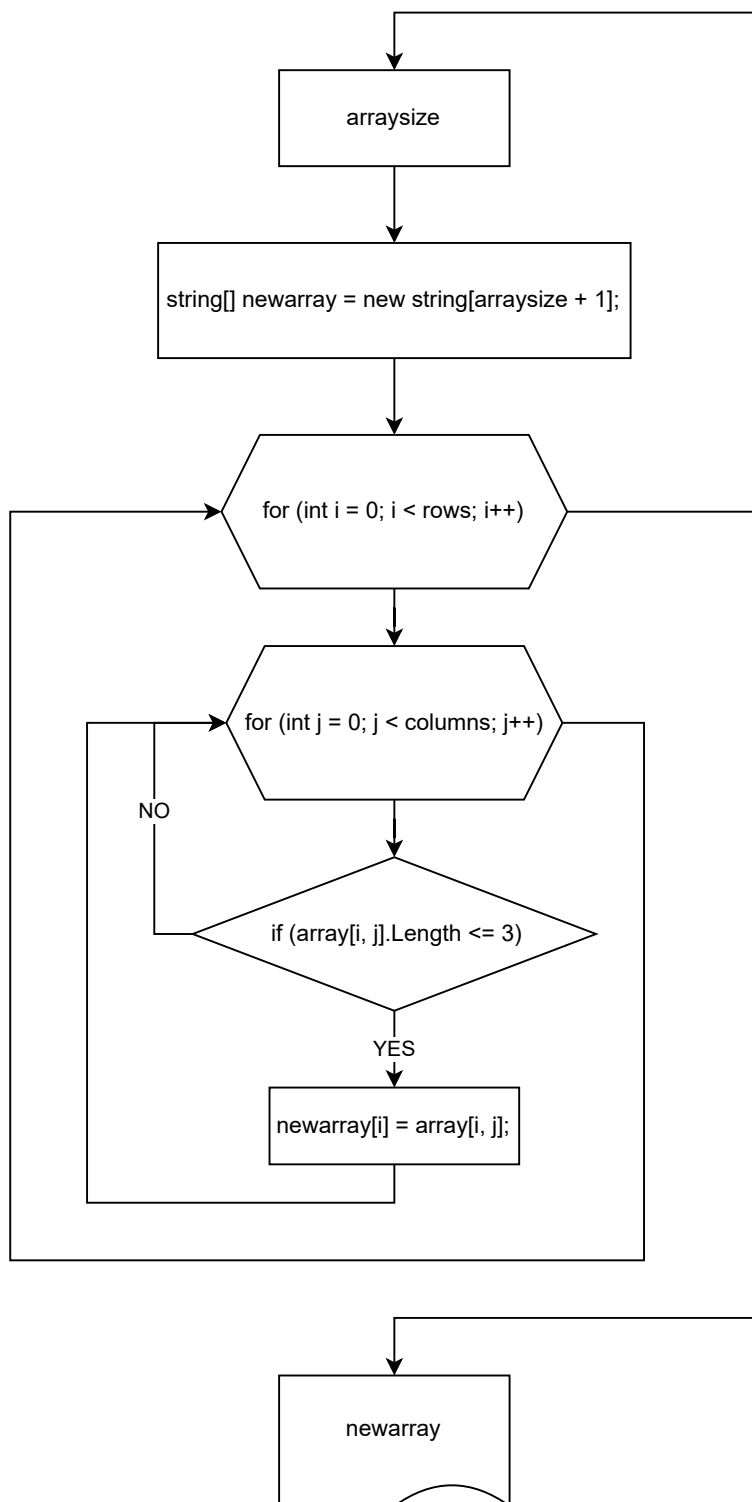 arraysize
string[] newarray = new string[arraysize + 1];
for (int i = 0; i < rows; i++)
for (int j = 0; j < columns; j++)
NO
if (array[i, j].Length <= 3)
YES
newarray[i] = array[i, j];
newarray